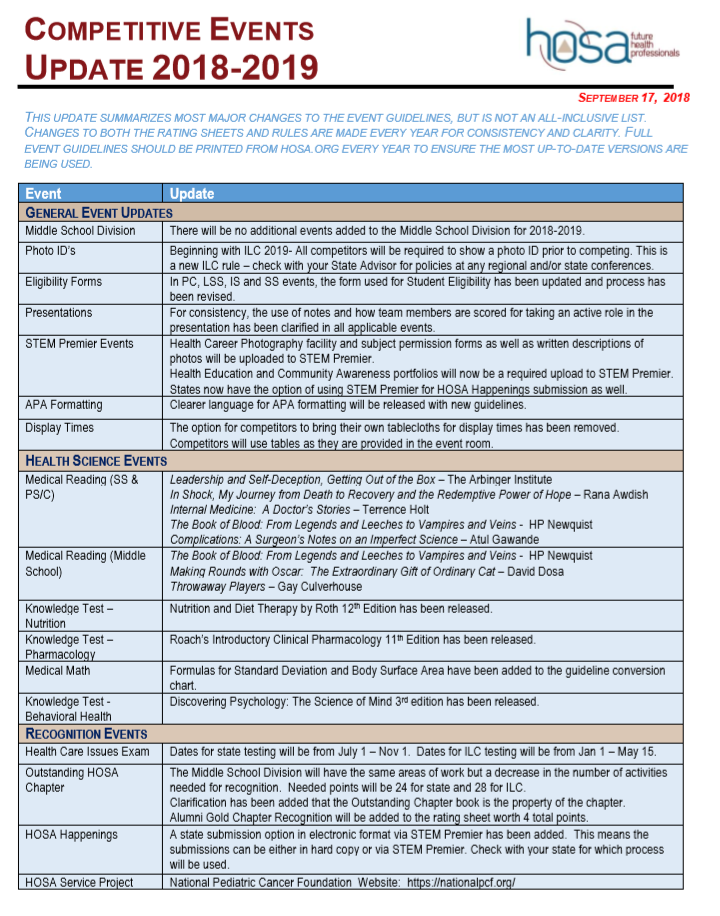 COMPETITIVE EVENTS
UPDATE 2018-2019
hosa future health professionals
SEPTEMBER 17, 2018
THIS UPDATE SUMMARIZES MOST MAJOR CHANGES TO THE EVENT GUIDELINES, BUT IS NOT AN ALL-INCLUSIVE LIST.
CHANGES TO BOTH THE RATING SHEETS AND RULES ARE MADE EVERY YEAR FOR CONSISTENCY AND CLARITY. FULL
EVENT GUIDELINES SHOULD BE PRINTED FROM HOSA.ORG EVERY YEAR TO ENSURE THE MOST UP-TO-DATE VERSIONS ARE
BEING USED.
Event Update
GENERAL EVENT UPDATES
Middle School Division There will be no additional events added to the Middle School Division for 2018-2019.
Photo ID's Beginning with ILC 2019- All competitors will be required to show a photo ID prior to competing. This is
a new ILC rule – check with your State Advisor for policies at any regional and/or state conferences.
Eligibility Forms In PC, LSS, IS and SS events, the form used for Student Eligibility has been updated and process has
been revised.
Presentations For consistency, the use of notes and how team members are scored for taking an active role in the
presentation has been clarified in all applicable events.
STEM Premier Events Health Career Photography facility and subject permission forms as well as written descriptions of
photos will be uploaded to STEM Premier.
Health Education and Community Awareness portfolios will now be a required upload to STEM Premier.
States now have the option of using STEM Premier for HOSA Happenings submission as well.
APA Formatting Clearer language for APA formatting will be released with new guidelines.
Display Times The option for competitors to bring their own tablecloths for display times has been removed.
Competitors will use tables as they are provided in the event room.
HEALTH SCIENCE EVENTS
Medical Reading (SS & Leadership and Self-Deception, Getting Out of the Box – The Arbinger Institute
PS/C) In Shock, My Journey from Death to Recovery and the Redemptive Power of Hope – Rana Awdish
Internal Medicine: A Doctor's Stories – Terrence Holt
The Book of Blood: From Legends and Leeches to Vampires and Veins - HP Newquist
Complications: A Surgeon's Notes on an Imperfect Science – Atul Gawande
Medical Reading (Middle The Book of Blood: From Legends and Leeches to Vampires and Veins - HP Newquist
School) Making Rounds with Oscar: The Extraordinary Gift of Ordinary Cat – David Dosa
Throwaway Players – Gay Culverhouse
Knowledge Test – Nutrition and Diet Therapy by Roth 12th Edition has been released.
Nutrition
Knowledge Test – Roach's Introductory Clinical Pharmacology 11th Edition has been released.
Pharmacology
Medical Math Formulas for Standard Deviation and Body Surface Area have been added to the guideline conversion
chart.
Knowledge Test - Discovering Psychology: The Science of Mind 3rd edition has been released.
Behavioral Health
RECOGNITION EVENTS
Health Care Issues Exam Dates for state testing will be from July 1 – Nov 1. Dates for ILC testing will be from Jan 1 – May 15.
Outstanding HOSA The Middle School Division will have the same areas of work but a decrease in the number of activities
Chapter needed for recognition. Needed points will be 24 for state and 28 for ILC.
Clarification has been added that the Outstanding Chapter book is the property of the chapter.
Alumni Gold Chapter Recognition will be added to the rating sheet worth 4 total points.
HOSA Happenings A state submission option in electronic format via STEM Premier has been added. This means the
submissions can be either in hard copy or via STEM Premier. Check with your state for which process
will be used.
HOSA Service Project National Pediatric Cancer Foundation Website: https://nationalpcf.org/